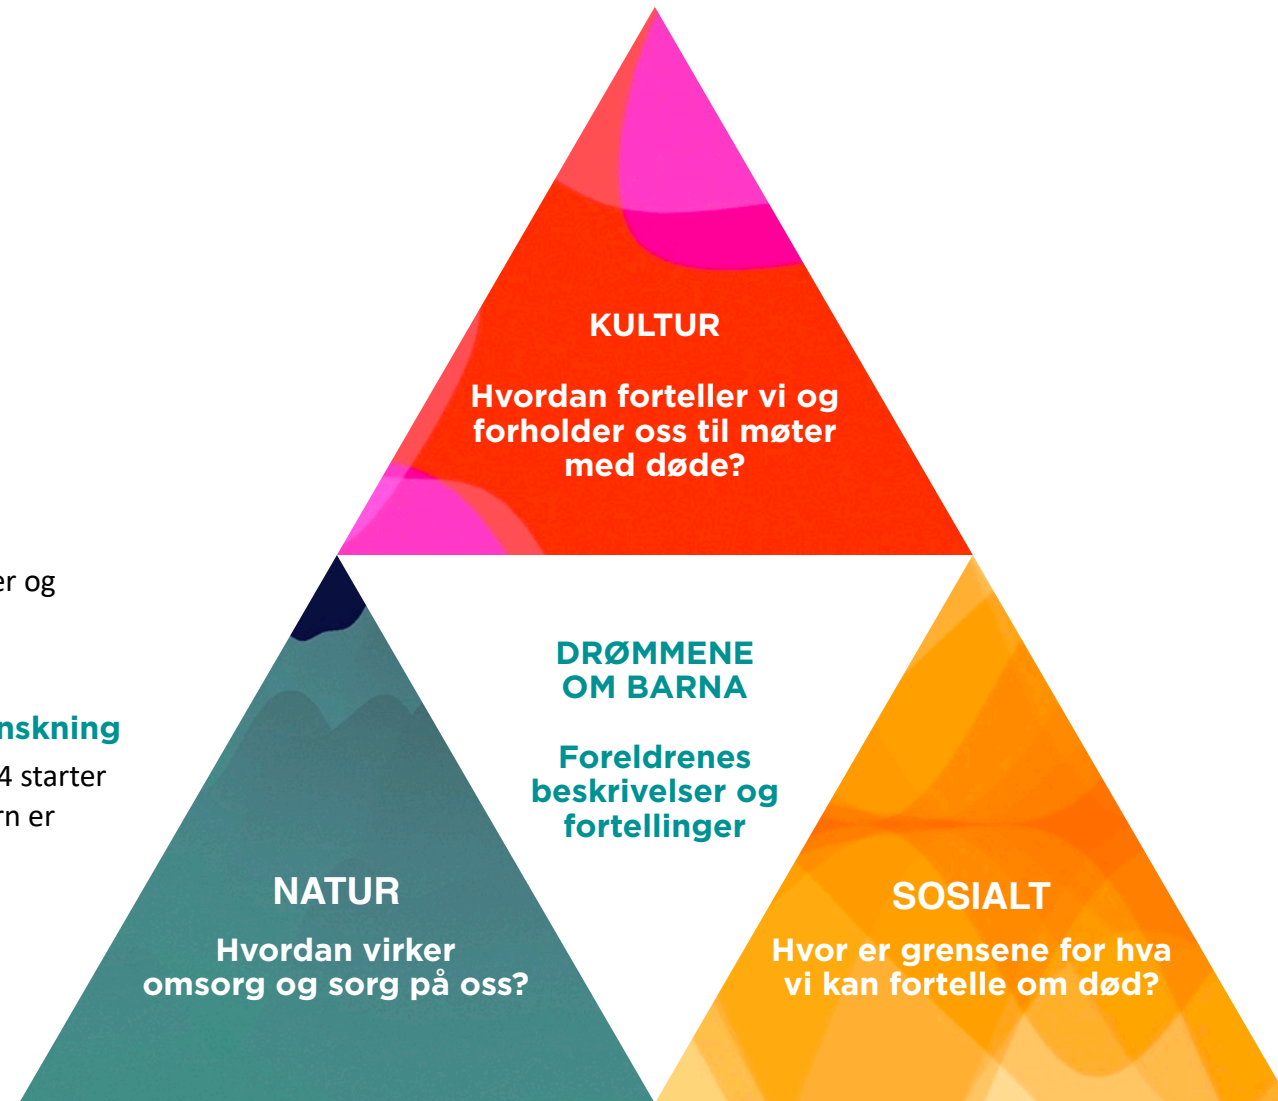 KULTUR
Hvordan forteller vi og
forholder oss til møter
med døde?
er og
nskning
4 starter
rn er
DRØMMENE
OM BARNA
Foreldrenes
beskrivelser og
fortellinger
NATUR
Hvordan virker
omsorg og sorg på oss?
SOSIALT
Hvor er grensene for hva
vi kan fortelle om død?